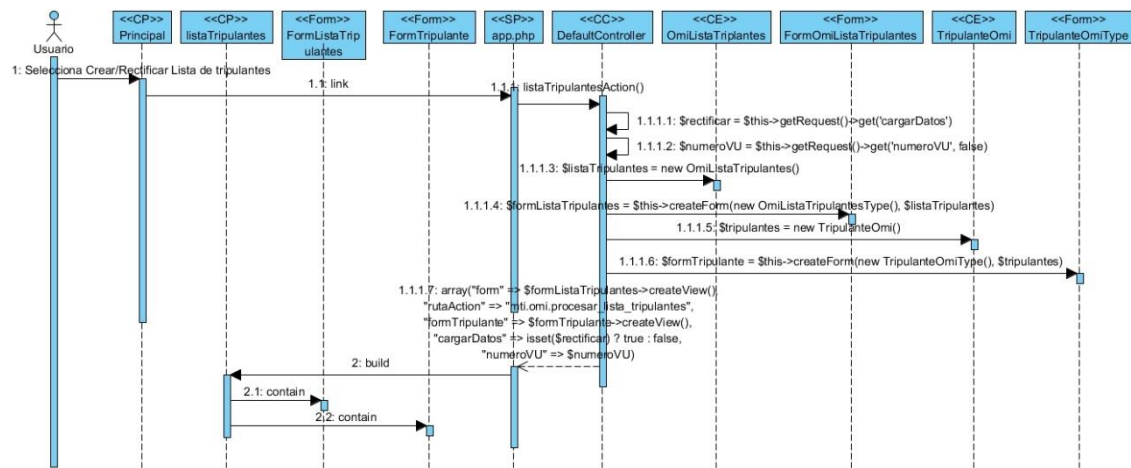 Usuario
<<CP>>
Principal
<<CP>>
listaTripulantes
<<Form>>
FormListaTrip
ulantes
<<Form>>
FormTripulante
<<SP>>
app.php
<<CC>>
DefaultController
<<CE>>
OmiListaTriplantes
<<Form>>
FormOmiListaTripulantes
<<CE>>
TripulanteOmi
<<Form>>
TripulanteOmiType
1: Selecciona Crear/Rectificar Lista de tripulantes
1.1: link
1.1.1: listaTripulantesAction()
1.1.1.1: $rectificar = $this->getRequest()->get('cargarDatos')
1.1.1.2: $numeroVU = $this->getRequest()->get('numeroVU', false)
1.1.1.3: $listaTripulantes = new OmiListaTripulantes()
1.1.1.4: $formListaTripulantes = $this->createForm(new OmiListaTripulantesType(), $listaTripulantes)
1.1.1.5: $tripulantes = new TripulanteOmi()
1.1.1.6: $formTripulante = $this->createForm(new TripulanteOmiType(), $tripulantes)
1.1.1.7: array("form" => $formListaTripulantes->createView()
"rutaAction" => "mti.omi.procesar_lista_tripulantes",
"formTripulante" => $formTripulante->createView(),
"cargarDatos" => isset($rectificar) ? true : false,
"numeroVU" => $numeroVU)
2: build
2.1: contain
2.2: contain